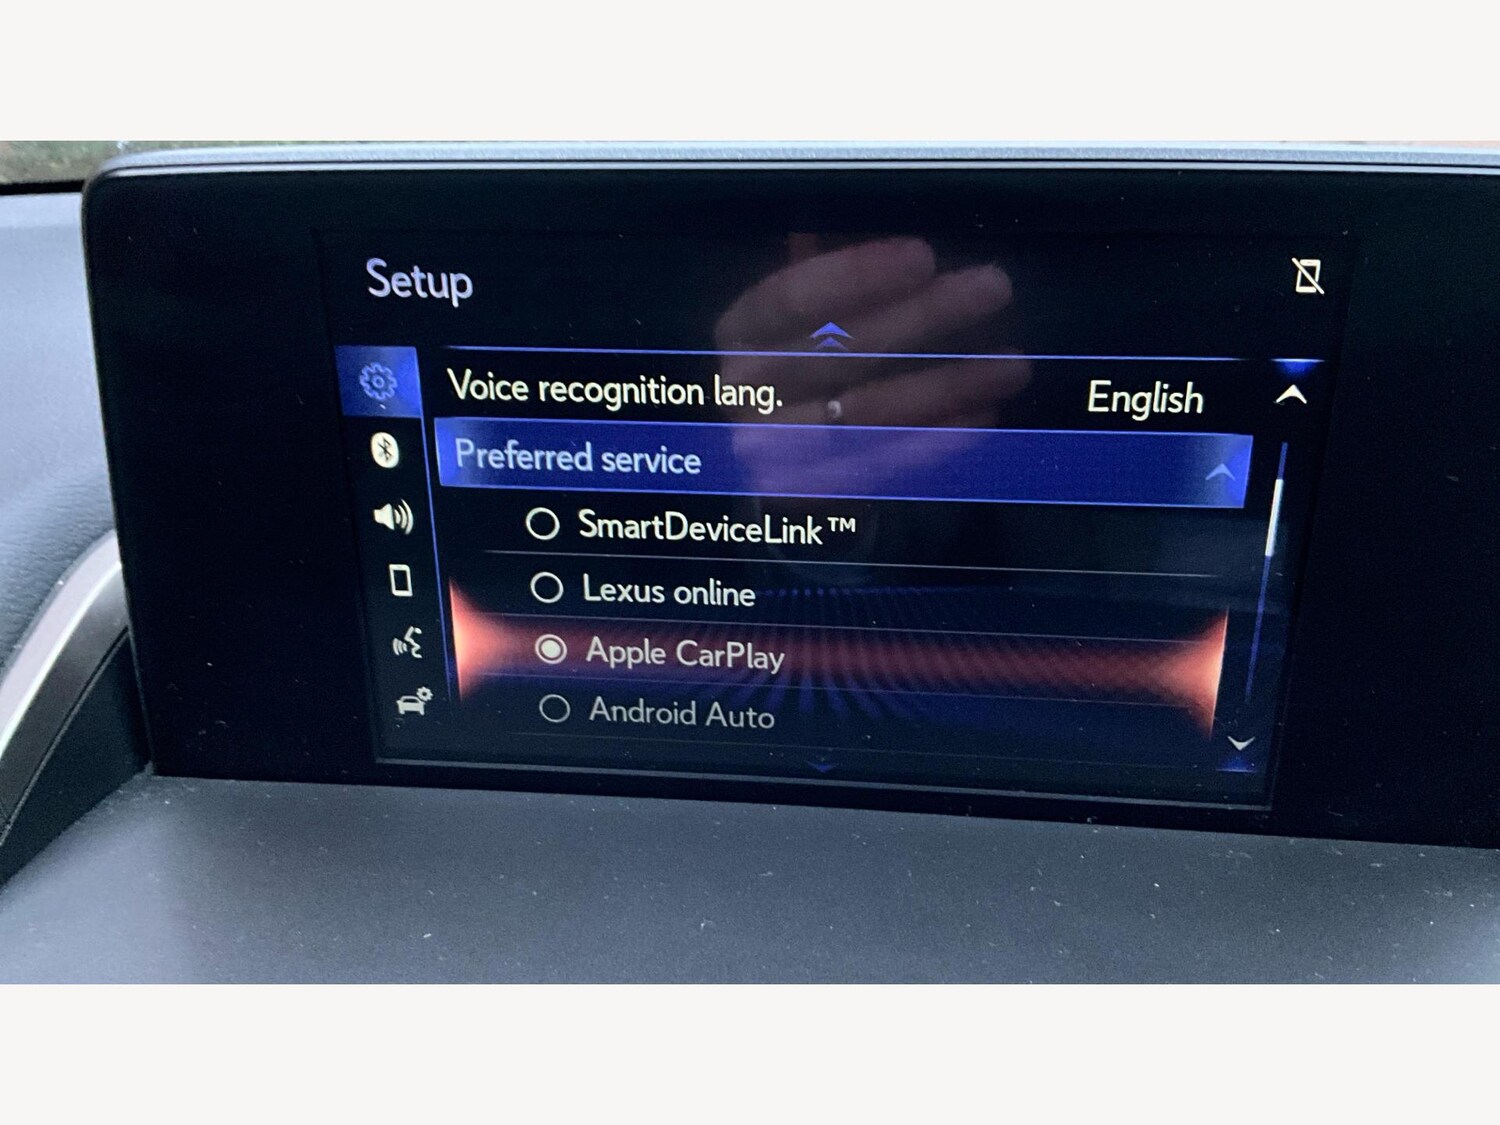 Setup
Voice recognition lang. English
Preferred service
SmartDeviceLink™
Lexus online
Apple CarPlay
Android Auto